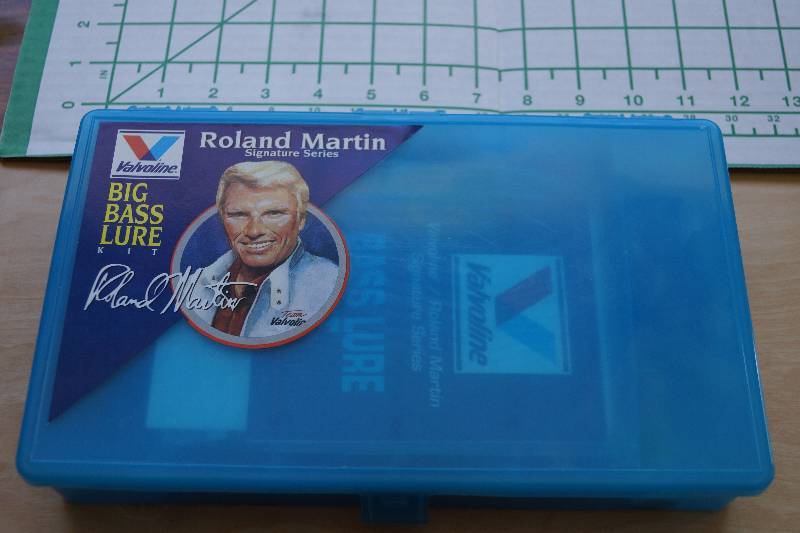 2
1
0
IN
1 2 3 4 5 6 7 8 9 10 11 12 13
30 32
Valvoline
Roland Martin
Signature Series
BIG
BASS
LURE
KIT
Roland Martin
Team
Valvolin
BASS LURE
Valvoline / Roland Martin
Signature Series
Valvoline